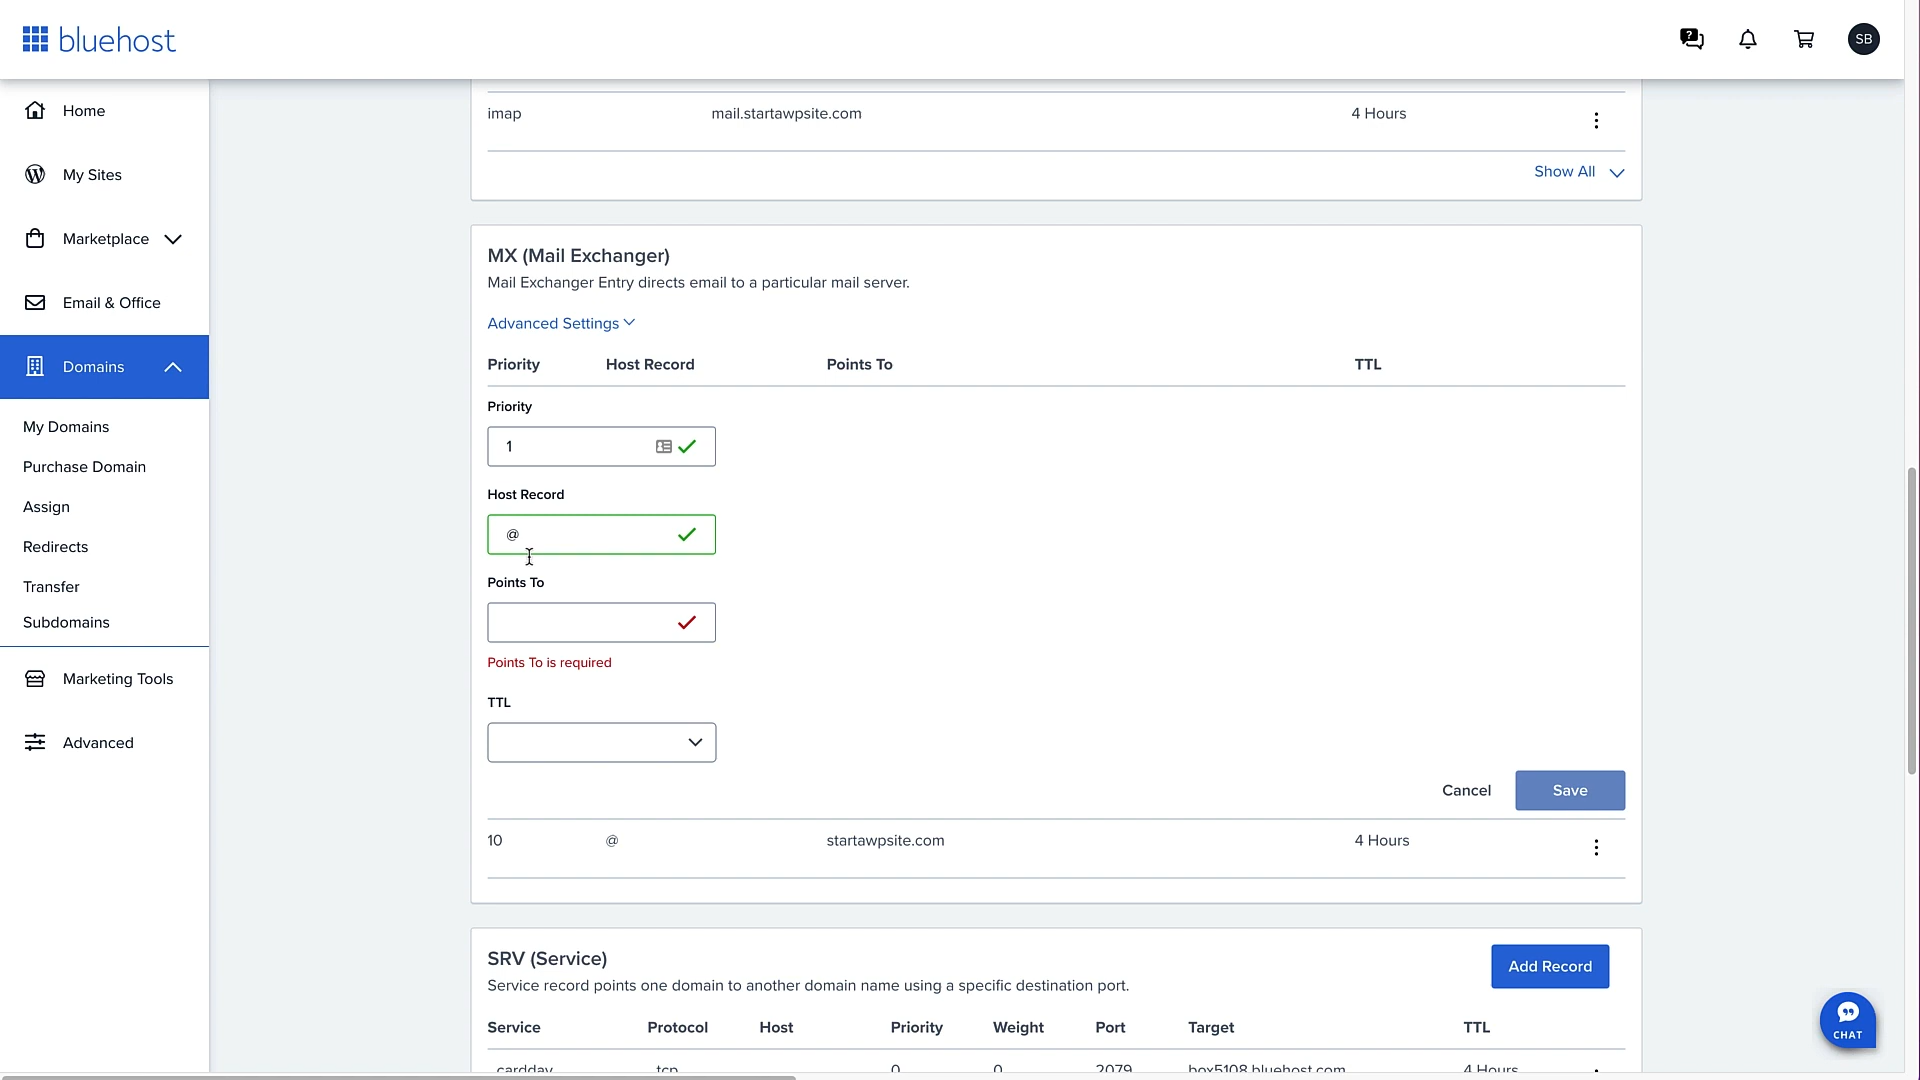 bluehost
SB
Home
My Sites
Marketplace
Email & Office
Domains
My Domains
Purchase Domain
Assign
Redirects
Transfer
Subdomains
Marketing Tools
Advanced
imap mail.startawpsite.com 4 Hours
Show All
MX (Mail Exchanger)
Mail Exchanger Entry directs email to a particular mail server.
Advanced Settings
Priority Host Record Points To TTL
Priority
1
Host Record
@
Points To
Points To is required
TTL
Cancel Save
10 @ startawpsite.com 4 Hours
SRV (Service)
Add Record
Service record points one domain to another domain name using a specific destination port.
Service Protocol Host Priority Weight Port Target TTL
0 0 2079 box5108.bluehost.com 4 Hours
CHAT